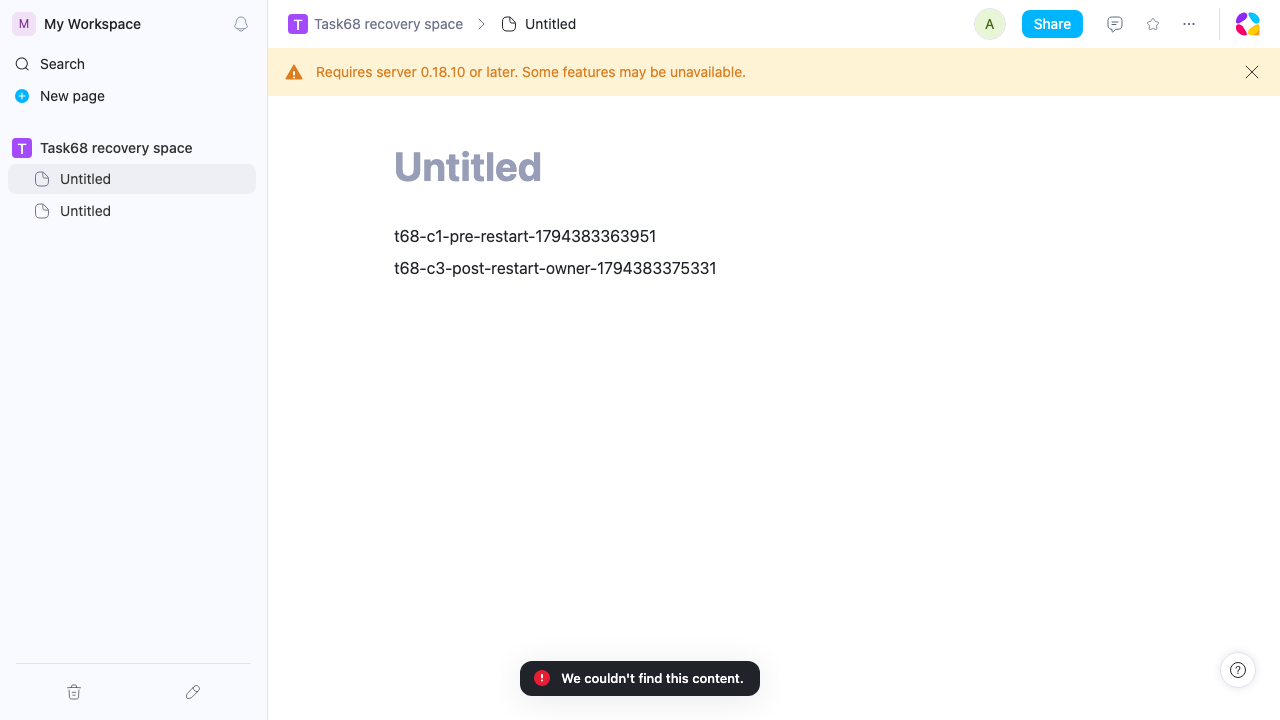 M My Workspace
Search
New page
T Task68 recovery space
Untitled
Untitled
T Task68 recovery space
Untitled
A
Share
Requires server 0.18.10 or later. Some features may be unavailable.
Untitled
t68-c1-pre-restart-1794383363951
t68-c3-post-restart-owner-1794383375331
We couldn't find this content.